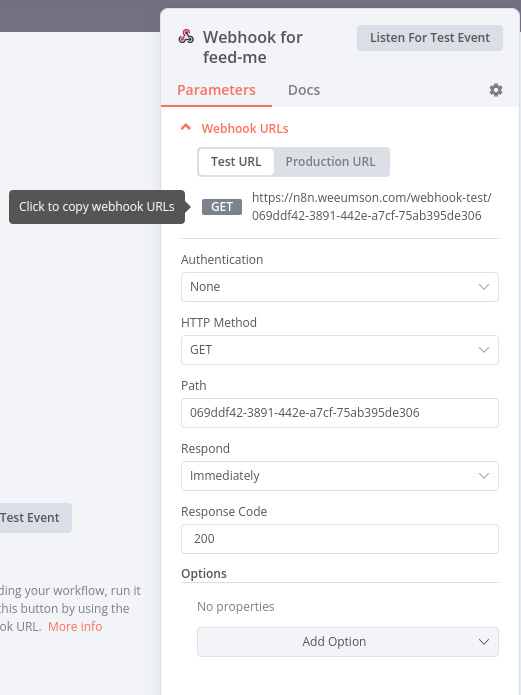 Webhook for
feed-me
Listen For Test Event
Parameters
Docs
Webhook URLs
Test URL
Production URL
Click to copy webhook URLs
GET
https://n8n.weeumson.com/webhook-test/
069ddf42-3891-442e-a7cf-75ab395de306
Authentication
None
HTTP Method
GET
Path
069ddf42-3891-442e-a7cf-75ab395de306
Respond
Immediately
Response Code
200
Options
No properties
Add Option
Test Event
ding your workflow, run it
this button by using the
ok URL. More info